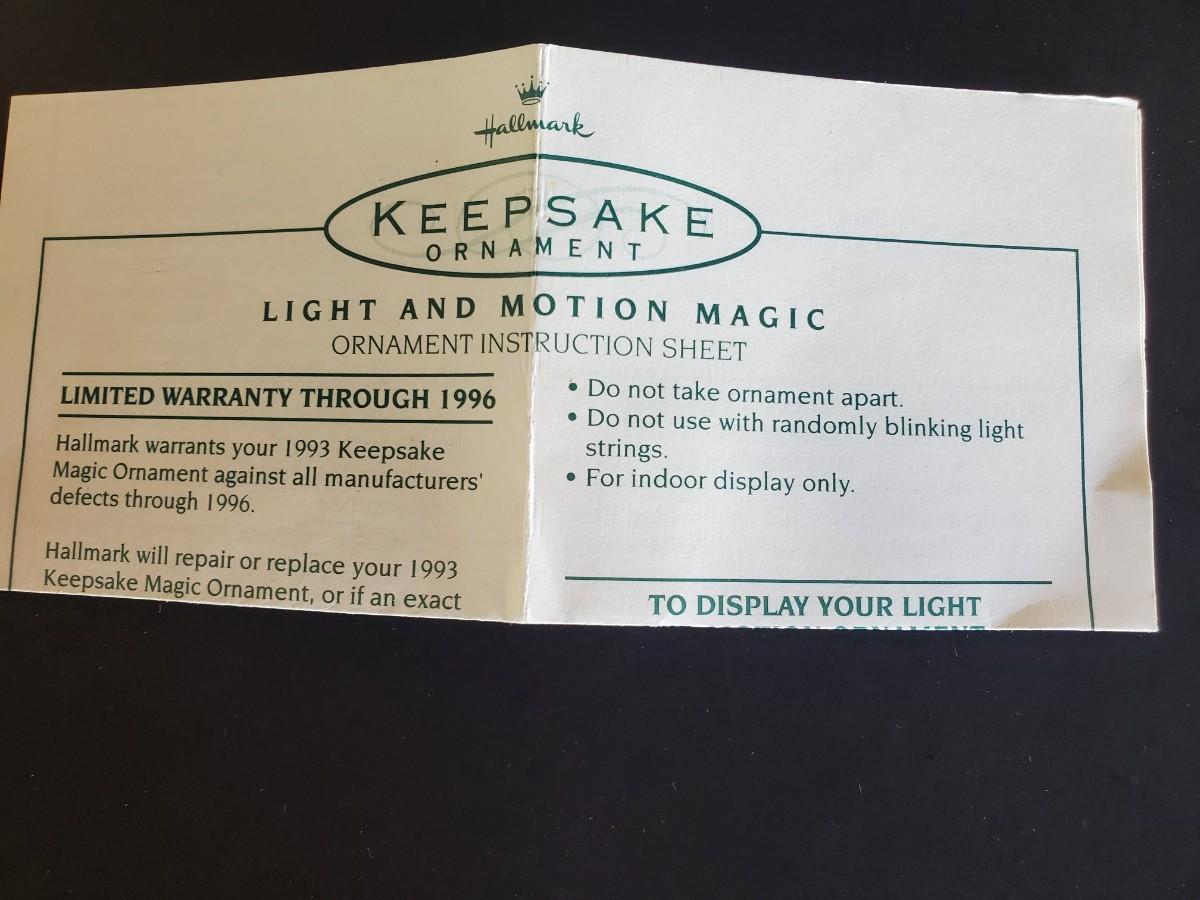 Hallmark
KEEPSAKE
ORNAMENT
LIGHT AND MOTION MAGIC
ORNAMENT INSTRUCTION SHEET
LIMITED WARRANTY THROUGH 1996
Hallmark warrants your 1993 Keepsake
Magic Ornament against all manufacturers'
defects through 1996.
Hallmark will repair or replace your 1993
Keepsake Magic Ornament, or if an exact
• Do not take ornament apart.
• Do not use with randomly blinking light
strings.
• For indoor display only.
TO DISPLAY YOUR LIGHT